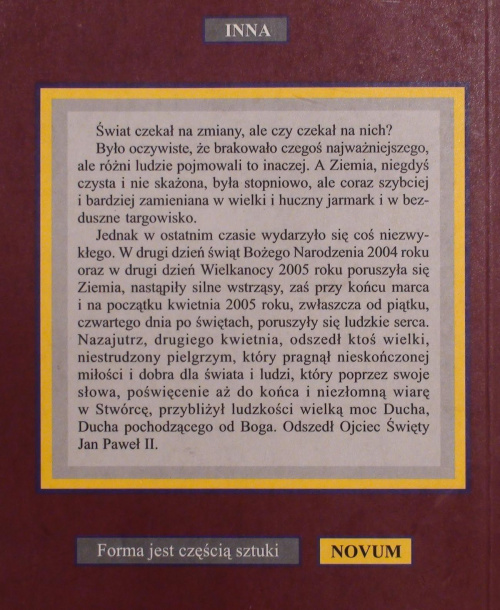 INNA
Świat czekał na zmiany, ale czy czekał na nich?
Było oczywiste, że brakowało czegoś najważniejszego,
ale różni ludzie pojmowali to inaczej. A Ziemia, niegdyś
czysta i nie skażona, była stopniowo, ale coraz szybciej
i bardziej zamieniana w wielki i huczny jarmark i w bez-
duszne targowisko.
Jednak w ostatnim czasie wydarzyło się coś niezwy-
kłego. W drugi dzień świąt Bożego Narodzenia 2004 roku
oraz w drugi dzień Wielkanocy 2005 roku poruszyła się
Ziemia, nastąpiły silne wstrząsy, zaś przy końcu marca
i na początku kwietnia 2005 roku, zwłaszcza od piątku,
czwartego dnia po świętach, poruszyły się ludzkie serca.
Nazajutrz, drugiego kwietnia, odszedł ktoś wielki,
niestrudzony pielgrzym, który pragnął nieskończonej
miłości i dobra dla świata i ludzi, który poprzez swoje
słowa, poświęcenie aż do końca i niezłomną wiarę
w Stwórcę, przybliżył ludzkości wielką moc Ducha,
Ducha pochodzącego od Boga. Odszedł Ojciec Święty
Jan Paweł II.
Forma jest częścią sztuki
NOVUM